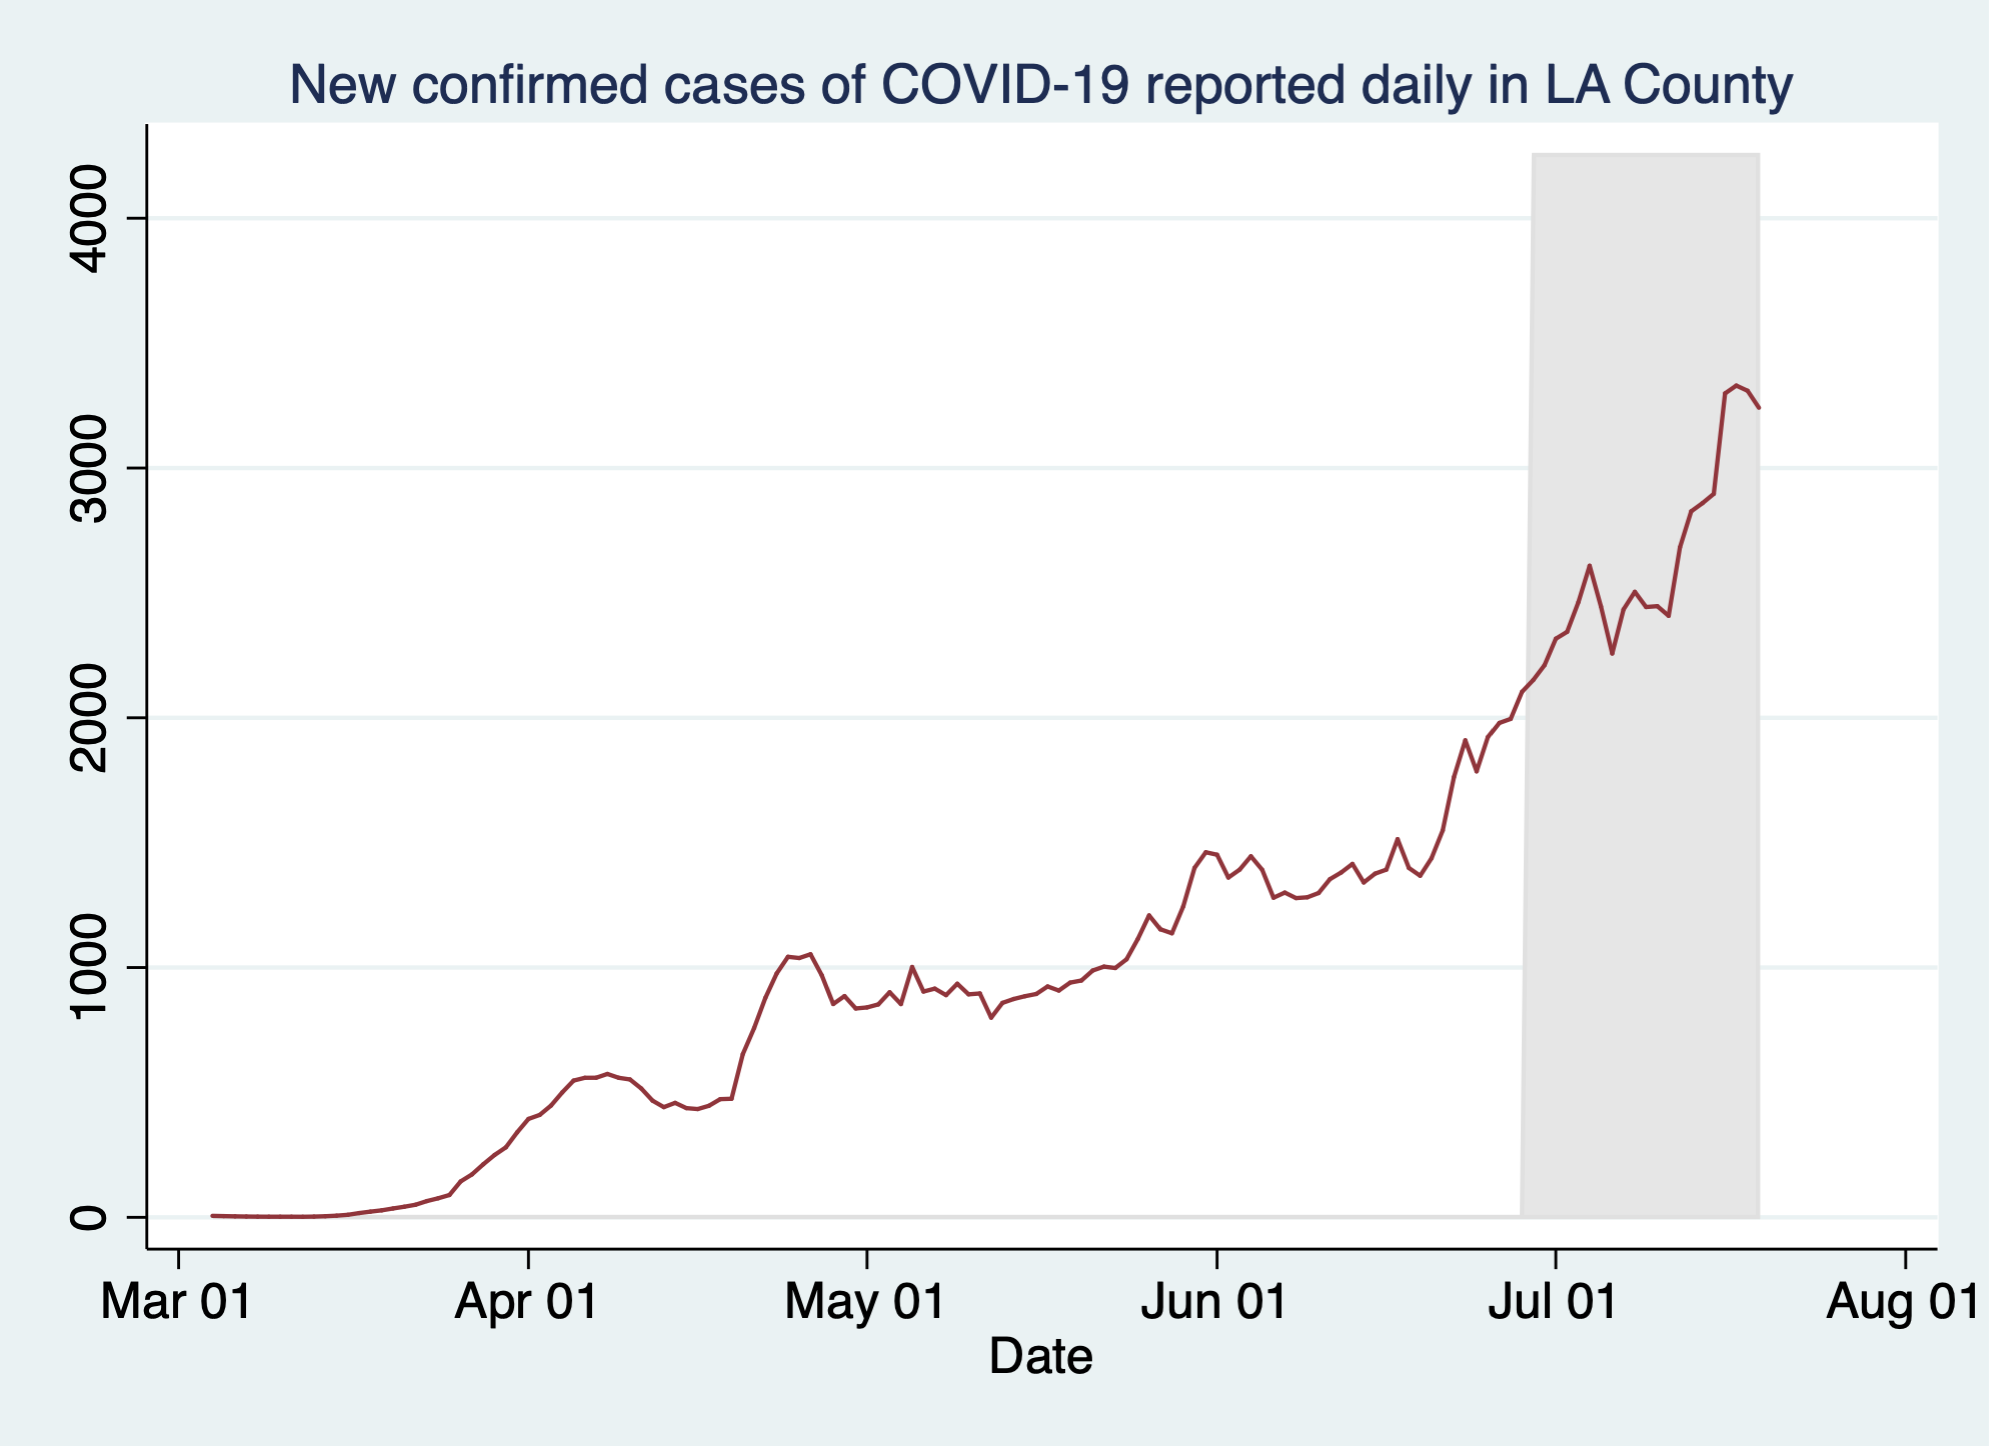 New confirmed cases of COVID-19 reported daily in LA County
4000
3000
2000
1000
0
Mar 01 Apr 01 May 01 Jun 01 Jul 01 Aug 01
Date